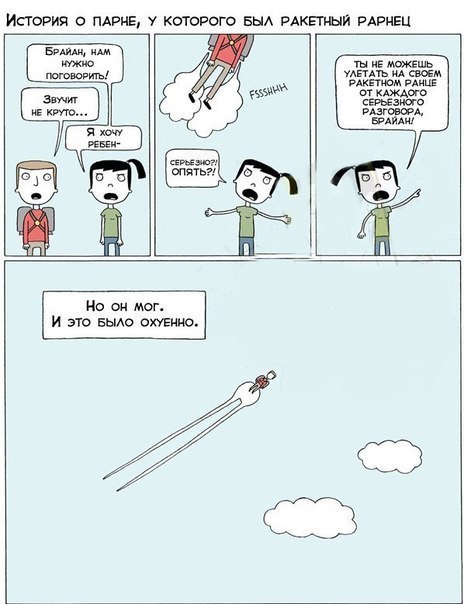 История о парне, у которого был ракетный рарнец
Брайан, нам
нужно
поговорить!
Звучит
не круто...
Я хочу
ребен-
FSSSHHH
Серьезно?!
Опять?!
Ты не можешь
улетать на своем
ракетном ранце
от каждого
серьезного
разговора,
Брайан!
Но он мог.
И это было охуенно.